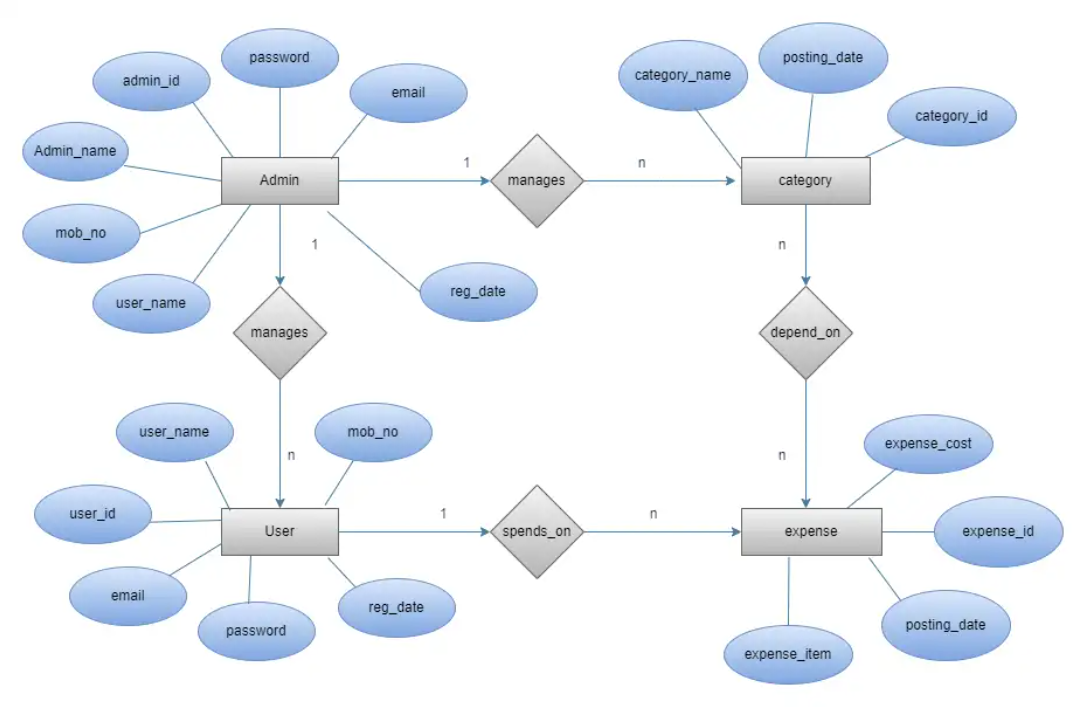 password
posting_date
category_name
admin_id
email
category_id
Admin_name
1
n
Admin
manages
category
mob_no
1
n
reg_date
user_name
manages
depend_on
user_name
mob_no
expense_cost
n
n
user_id
1
n
User
spends_on
expense
expense_id
email
reg_date
posting_date
password
expense_item